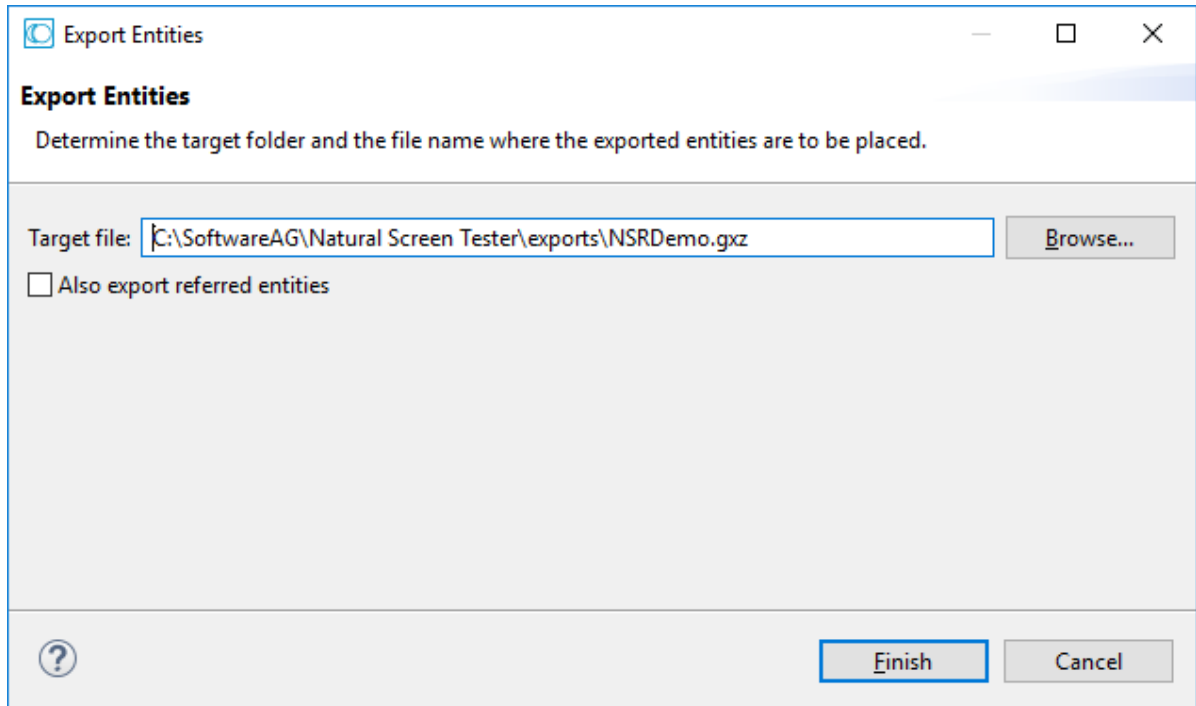 Export Entities
Export Entities
Determine the target folder and the file name where the exported entities are to be placed.
Target file: C:\SoftwareAG\Natural Screen Tester\exports\NSRDemo.gxz Browse...
Also export referred entities
? Finish Cancel